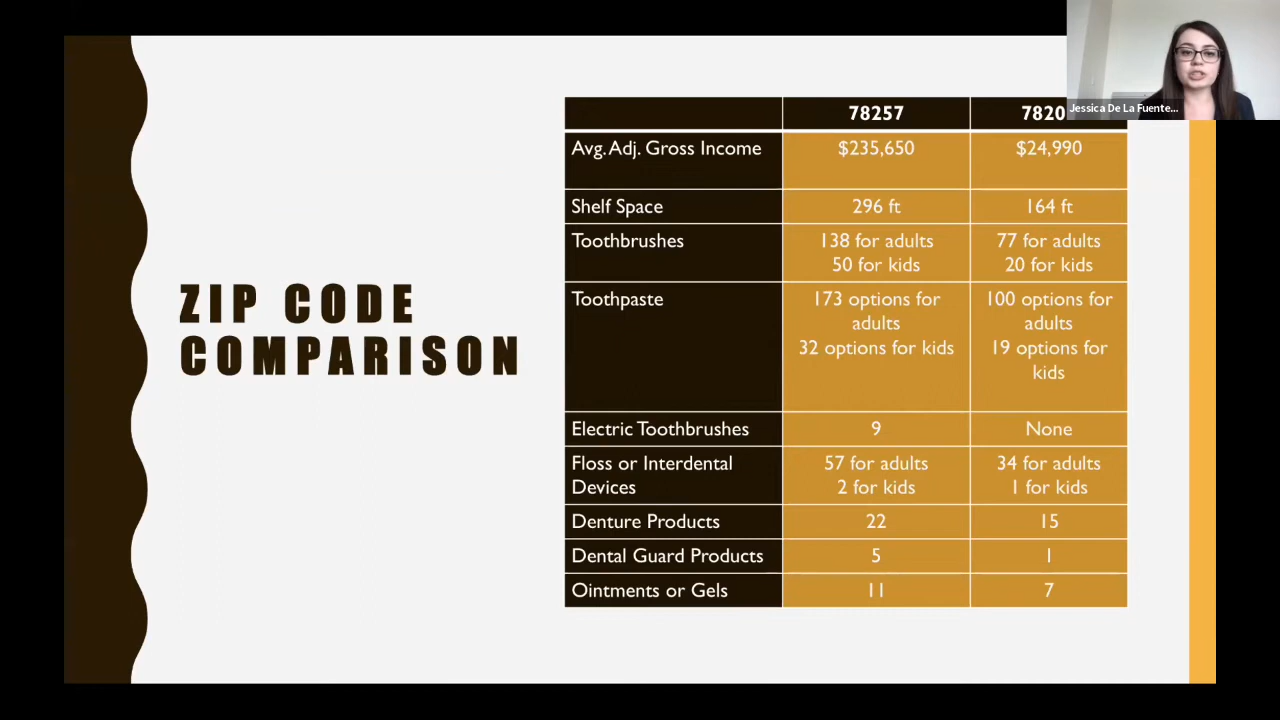 Jessica De La Fuente...
ZIP CODE
COMPARISON
78257 7820
Avg. Adj. Gross Income $235,650 $24,990
Shelf Space 296 ft 164 ft
Toothbrushes 138 for adults 77 for adults
50 for kids 20 for kids
Toothpaste 173 options for 100 options for
adults adults
32 options for kids 19 options for
kids
Electric Toothbrushes 9 None
Floss or Interdental 57 for adults 34 for adults
Devices 2 for kids 1 for kids
Denture Products 22 15
Dental Guard Products 5 1
Ointments or Gels 11 7